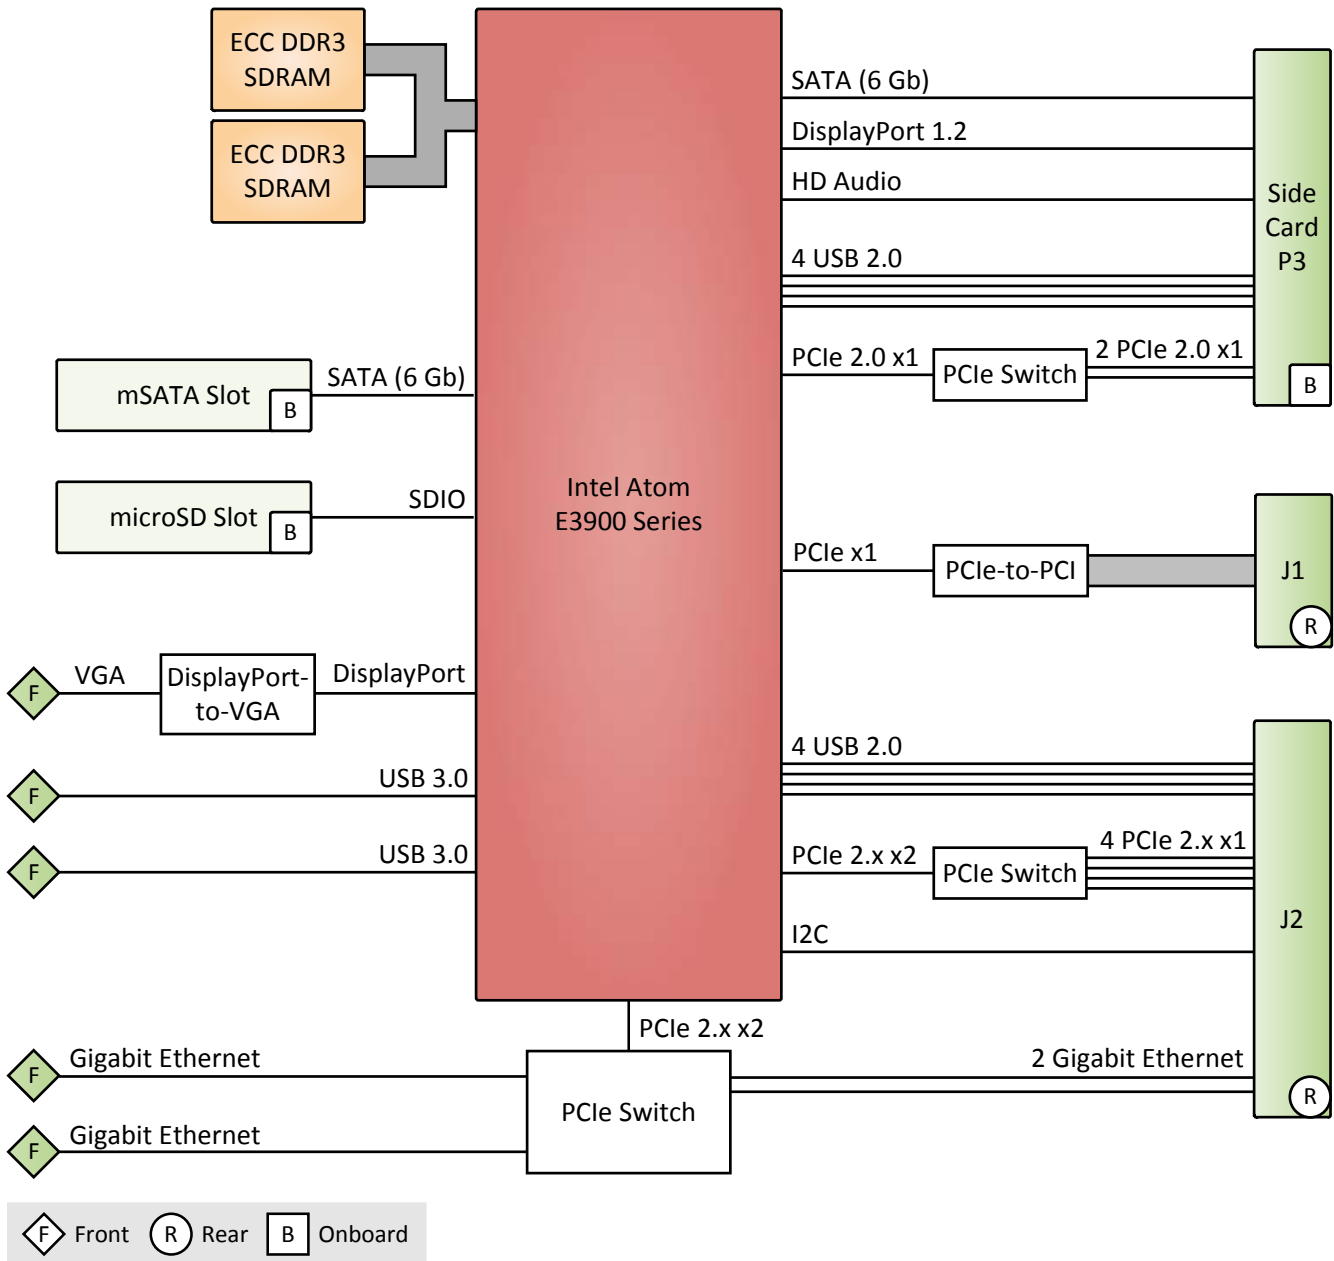 ECC DDR3
SDRAM
ECC DDR3
SDRAM
SATA (6 Gb)
DisplayPort 1.2
HD Audio
4 USB 2.0
PCIe 2.0 x1
PCIe Switch
2 PCIe 2.0 x1
Side
Card
P3
B
mSATA Slot
B
SATA (6 Gb)
microSD Slot
B
SDIO
Intel Atom
E3900 Series
PCIe x1
PCIe-to-PCI
J1
R
F
VGA
DisplayPort-
to-VGA
DisplayPort
F
USB 3.0
F
USB 3.0
4 USB 2.0
PCIe 2.x x2
PCIe Switch
4 PCIe 2.x x1
I2C
J2
R
PCIe 2.x x2
F
Gigabit Ethernet
F
Gigabit Ethernet
PCIe Switch
2 Gigabit Ethernet
F Front R Rear B Onboard